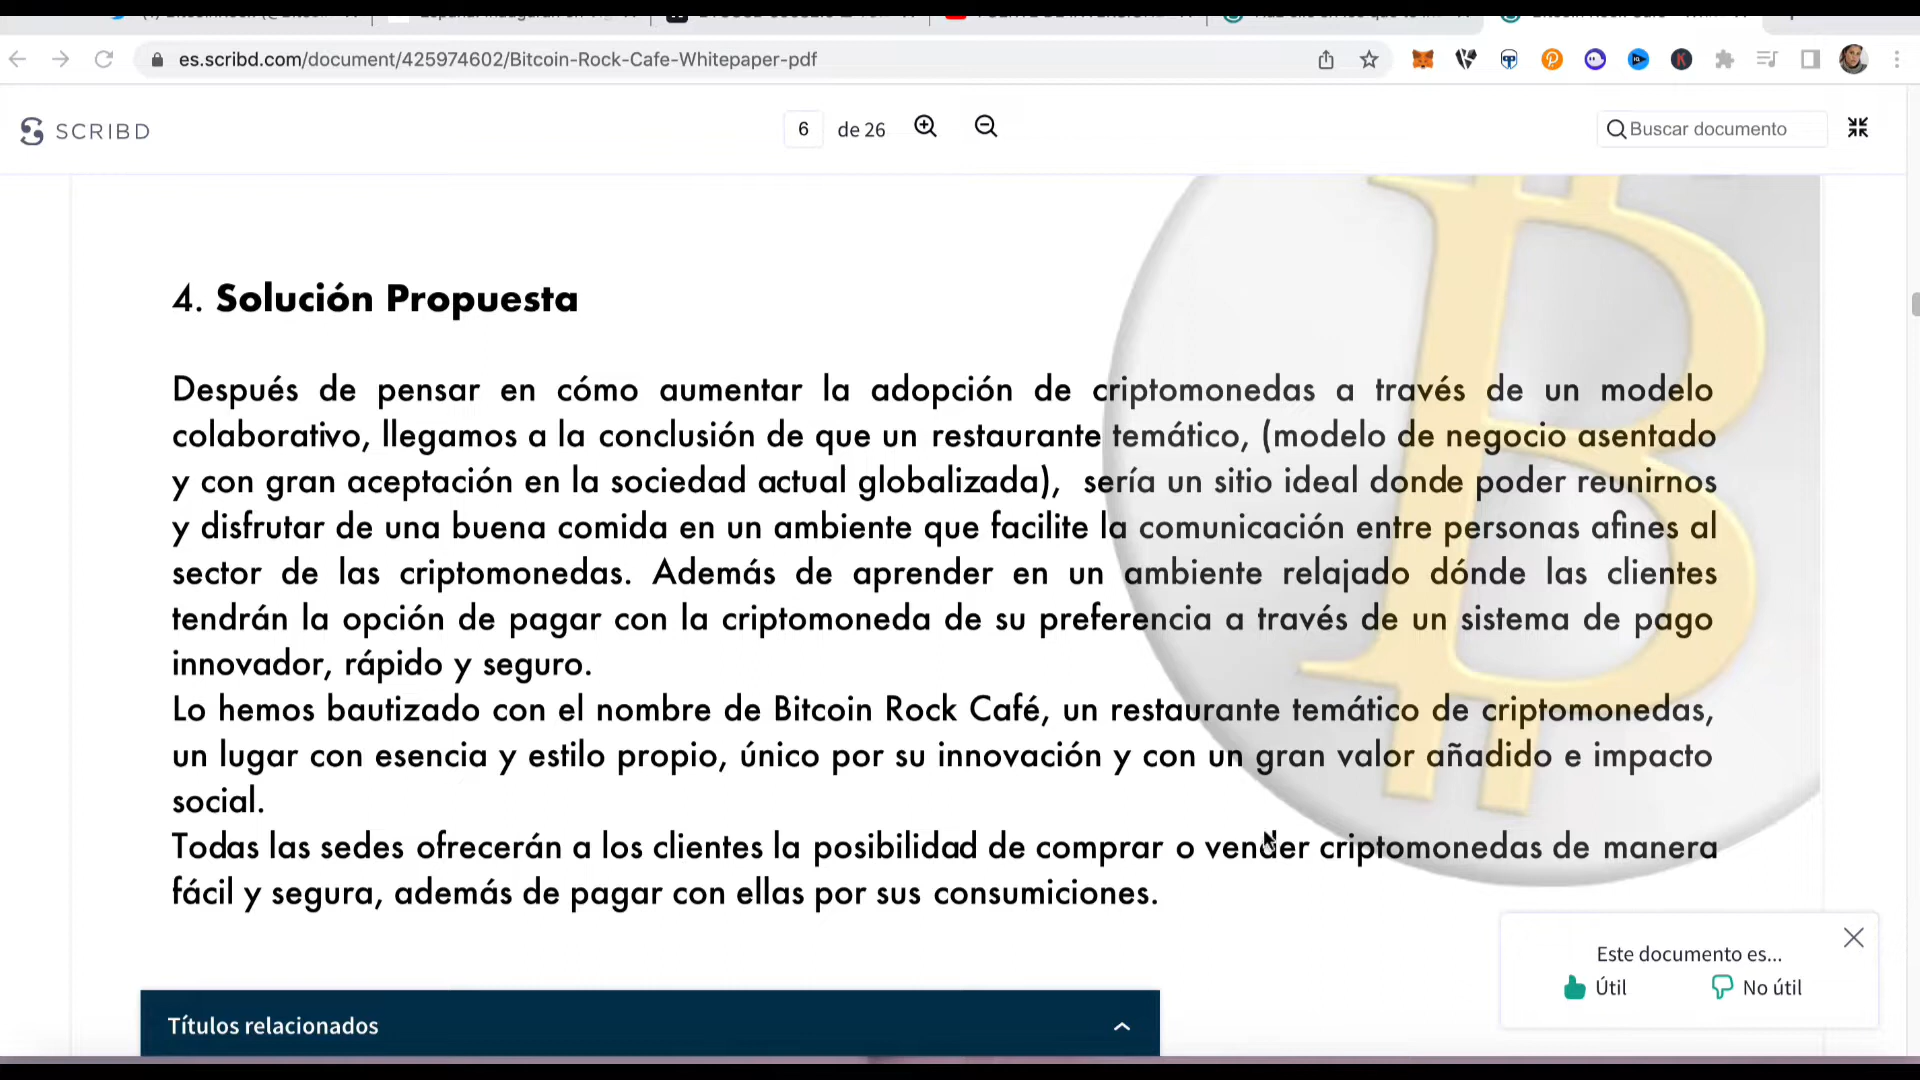 es.scribd.com/document/425974602/Bitcoin-Rock-Cafe-Whitepaper-pdf
SCRIBD
6 de 26
Buscar documento
4. Solución Propuesta
Después de pensar en cómo aumentar la adopción de criptomonedas a través de un modelo
colaborativo, llegamos a la conclusión de que un restaurante temático, (modelo de negocio asentado
y con gran aceptación en la sociedad actual globalizada), sería un sitio ideal donde poder reunirnos
y disfrutar de una buena comida en un ambiente que facilite la comunicación entre personas afines al
sector de las criptomonedas. Además de aprender en un ambiente relajado dónde las clientes
tendrán la opción de pagar con la criptomoneda de su preferencia a través de un sistema de pago
innovador, rápido y seguro.
Lo hemos bautizado con el nombre de Bitcoin Rock Café, un restaurante temático de criptomonedas,
un lugar con esencia y estilo propio, único por su innovación y con un gran valor añadido e impacto
social.
Todas las sedes ofrecerán a los clientes la posibilidad de comprar o vender criptomonedas de manera
fácil y segura, además de pagar con ellas por sus consumiciones.
Este documento es...
Útil
No útil
Títulos relacionados